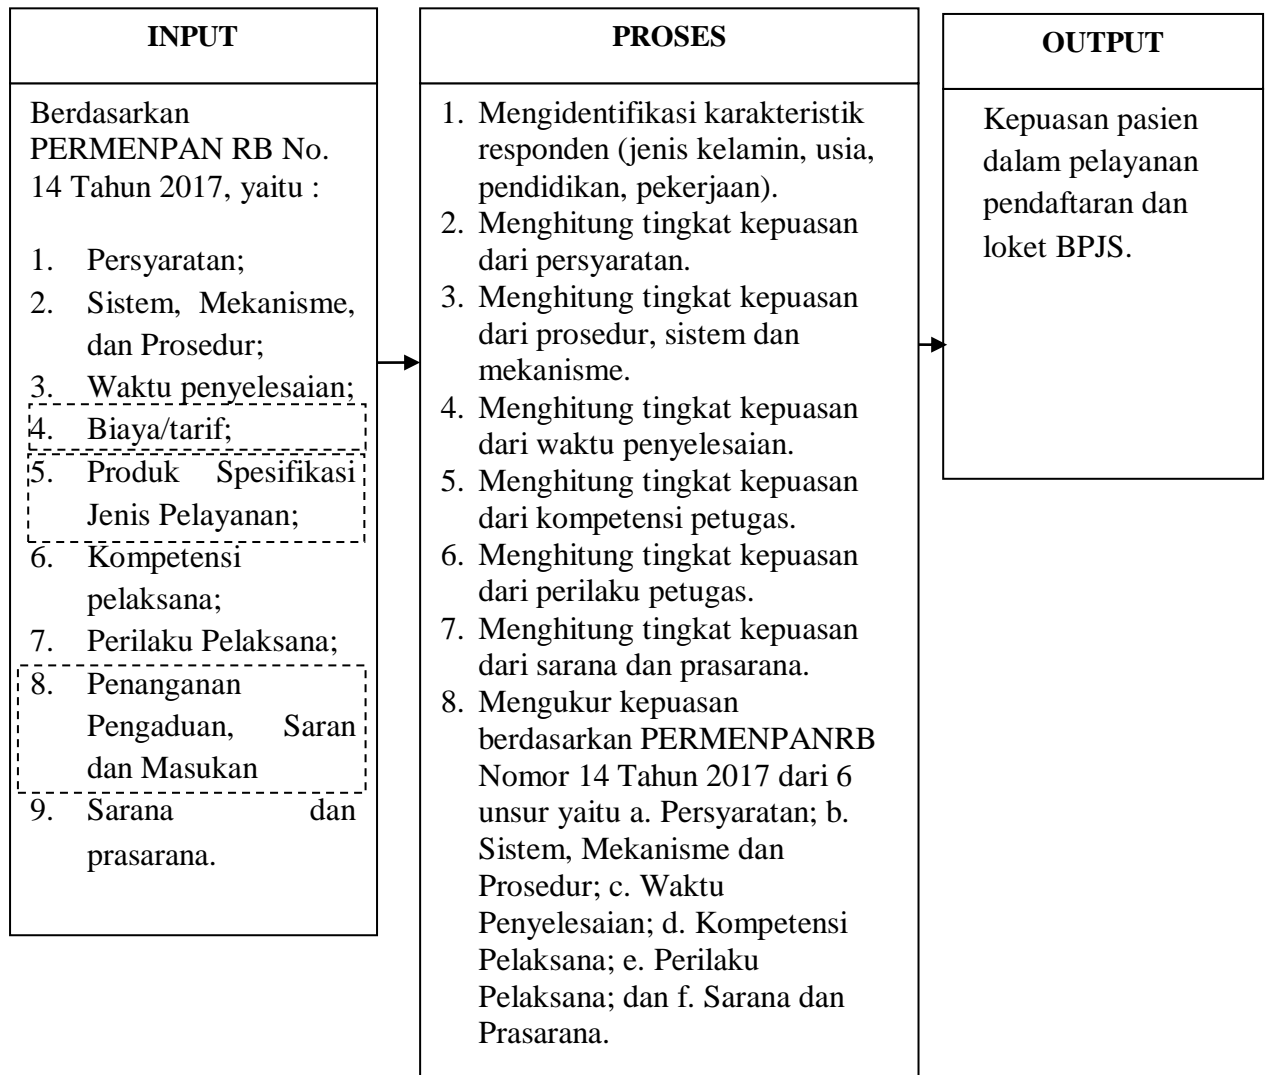 INPUT
Berdasarkan
PERMENPAN RB No.
14 Tahun 2017, yaitu :
1. Persyaratan;
2. Sistem, Mekanisme,
dan Prosedur;
3. Waktu penyelesaian;
4. Biaya/tarif;
5. Produk Spesifikasi
Jenis Pelayanan;
6. Kompetensi
pelaksana;
7. Perilaku Pelaksana;
8. Penanganan
Pengaduan, Saran
dan Masukan
9. Sarana dan
prasarana.
PROSES
1. Mengidentifikasi karakteristik
responden (jenis kelamin, usia,
pendidikan, pekerjaan).
2. Menghitung tingkat kepuasan
dari persyaratan.
3. Menghitung tingkat kepuasan
dari prosedur, sistem dan
mekanisme.
4. Menghitung tingkat kepuasan
dari waktu penyelesaian.
5. Menghitung tingkat kepuasan
dari kompetensi petugas.
6. Menghitung tingkat kepuasan
dari perilaku petugas.
7. Menghitung tingkat kepuasan
dari sarana dan prasarana.
8. Mengukur kepuasan
berdasarkan PERMENPANRB
Nomor 14 Tahun 2017 dari 6
unsur yaitu a. Persyaratan; b.
Sistem, Mekanisme dan
Prosedur; c. Waktu
Penyelesaian; d. Kompetensi
Pelaksana; e. Perilaku
Pelaksana; dan f. Sarana dan
Prasarana.
OUTPUT
Kepuasan pasien
dalam pelayanan
pendaftaran dan
loket BPJS.